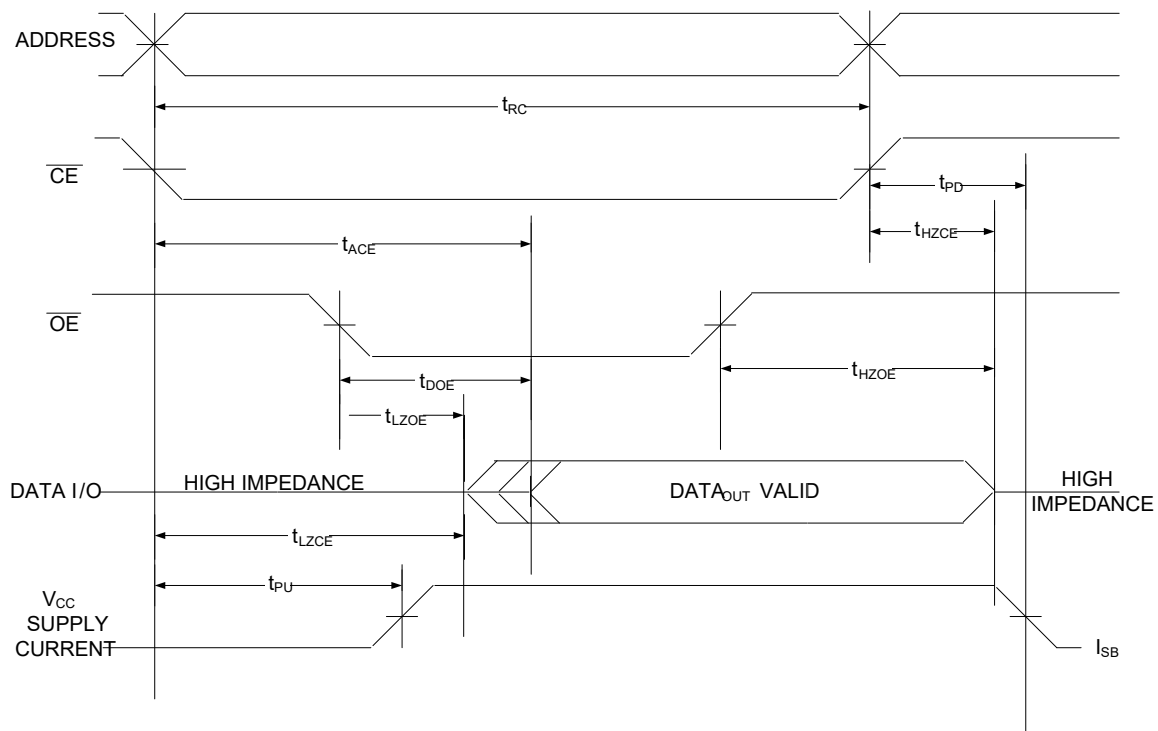 ADDRESS
tRC
CE
tPD
tHZCE
tACE
OE
tDOE
tHZOE
tLZOE
DATA I/O
HIGH IMPEDANCE
DATAOUT VALID
HIGH
IMPEDANCE
tLZCE
tPU
VCC
SUPPLY
CURRENT
ISB